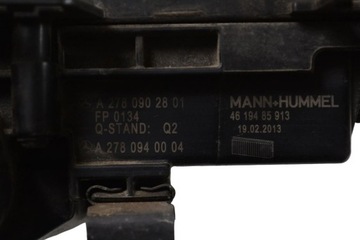 A 278 090 28 01
FP 0134
Q-STAND: Q2
A 278 094 00 04
MANN+HUMMEL
46 194 85 913
19.02.2013